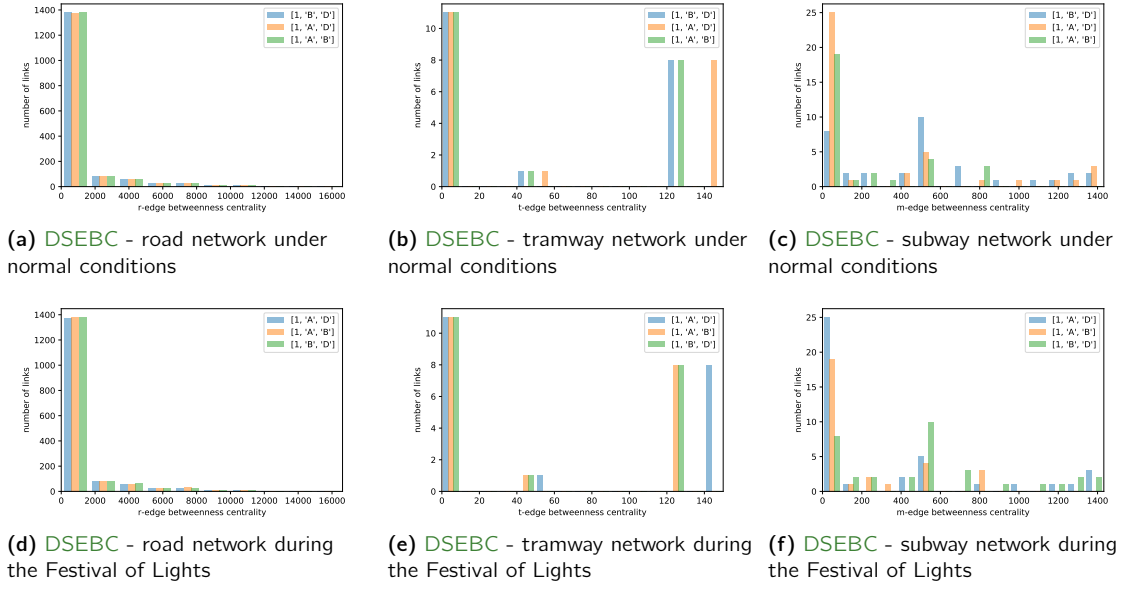 1400
1200
1000
800
600
400
200
0
number of links
0 2000 4000 6000 8000 10000 12000 14000 16000
r-edge betweenness centrality
[1, 'B', 'D']
[1, 'A', 'D']
[1, 'A', 'B']
(a) DSEBC - road network under
normal conditions
10
8
6
4
2
0
number of links
0 20 40 60 80 100 120 140
t-edge betweenness centrality
[1, 'B', 'D']
[1, 'A', 'D']
[1, 'A', 'B']
(b) DSEBC - tramway network under
normal conditions
25
20
15
10
5
0
number of links
0 200 400 600 800 1000 1200 1400
m-edge betweenness centrality
[1, 'B', 'D']
[1, 'A', 'D']
[1, 'A', 'B']
(c) DSEBC - subway network under
normal conditions
1400
1200
1000
800
600
400
200
0
number of links
0 2000 4000 6000 8000 10000 12000 14000 16000
r-edge betweenness centrality
[1, 'A', 'D']
[1, 'A', 'B']
[1, 'B', 'D']
(d) DSEBC - road network during
the Festival of Lights
10
8
6
4
2
0
number of links
0 20 40 60 80 100 120 140
t-edge betweenness centrality
[1, 'A', 'D']
[1, 'A', 'B']
[1, 'B', 'D']
(e) DSEBC - tramway network during
the Festival of Lights
25
20
15
10
5
0
number of links
0 200 400 600 800 1000 1200 1400
m-edge betweenness centrality
[1, 'A', 'D']
[1, 'A', 'B']
[1, 'B', 'D']
(f) DSEBC - subway network during
the Festival of Lights